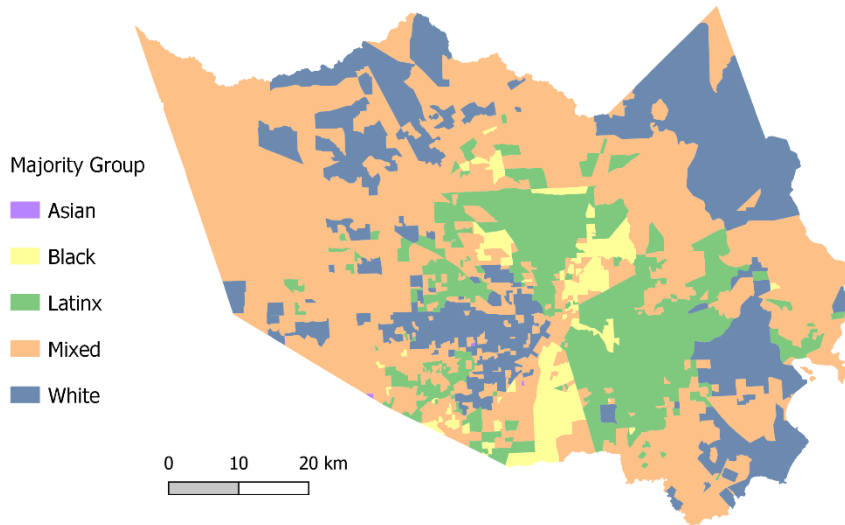 Majority Group
Asian
Black
Latinx
Mixed
White
0 10 20 km